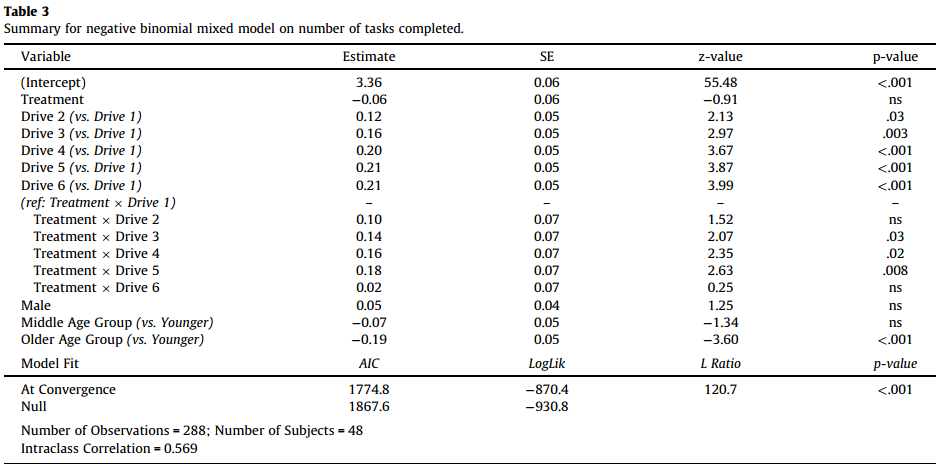 Table 3
Summary for negative binomial mixed model on number of tasks completed.
Variable Estimate SE z-value p-value
(Intercept) 3.36 0.06 55.48 <.001
Treatment −0.06 0.06 −0.91 ns
Drive 2 (vs. Drive 1) 0.12 0.05 2.13 .03
Drive 3 (vs. Drive 1) 0.16 0.05 2.97 .003
Drive 4 (vs. Drive 1) 0.20 0.05 3.67 <.001
Drive 5 (vs. Drive 1) 0.21 0.05 3.87 <.001
Drive 6 (vs. Drive 1) 0.21 0.05 3.99 <.001
(ref: Treatment × Drive 1) – – – –
Treatment × Drive 2 0.10 0.07 1.52 ns
Treatment × Drive 3 0.14 0.07 2.07 .03
Treatment × Drive 4 0.16 0.07 2.35 .02
Treatment × Drive 5 0.18 0.07 2.63 .008
Treatment × Drive 6 0.02 0.07 0.25 ns
Male 0.05 0.04 1.25 ns
Middle Age Group (vs. Younger) −0.07 0.05 −1.34 ns
Older Age Group (vs. Younger) −0.19 0.05 −3.60 <.001
Model Fit AIC LogLik L Ratio p-value
At Convergence 1774.8 −870.4 120.7 <.001
Null 1867.6 −930.8
Number of Observations = 288; Number of Subjects = 48
Intraclass Correlation = 0.569